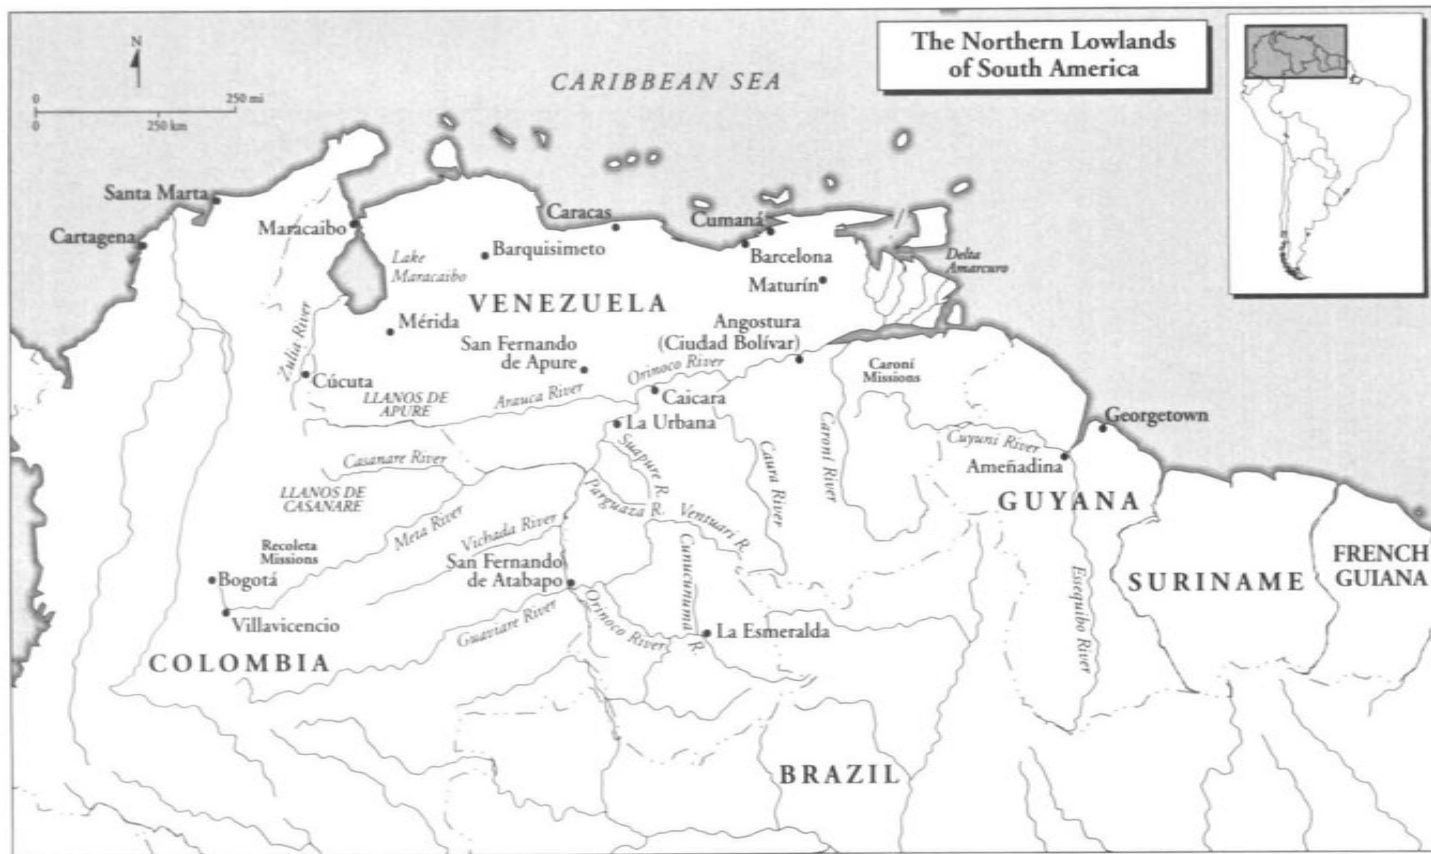 The Northern Lowlands
of South America
N
0
250 mi
0
250 km
CARIBBEAN SEA
Santa Marta
Cartagena
Maracaibo
Caracas
Cumaná
Barquisimeto
Barcelona
Lake
Maracaibo
Delta
Amarcuro
Maturín
VENEZUELA
Mérida
Angostura
(Ciudad Bolívar)
San Fernando
de Apure
Zulia River
Orinoco River
Caroní
Missions
Cúcuta
LLANOS DE
APURE
Arauca River
Caicara
La Urbana
Georgetown
Cuyuní River
Ameñadina
Casanare River
Suapure R.
Caura River
Caroní River
LLANOS DE
CASANARE
Parguaza R.
GUYANA
Meta River
Ventuari R.
Vichada River
Recoleta
Missions
San Fernando
de Atabapo
Cunucunuma R.
FRENCH
GUIANA
SURINAME
Bogotá
Villavicencio
Guaviare River
Orinoco River
La Esmeralda
Essequibo River
COLOMBIA
BRAZIL